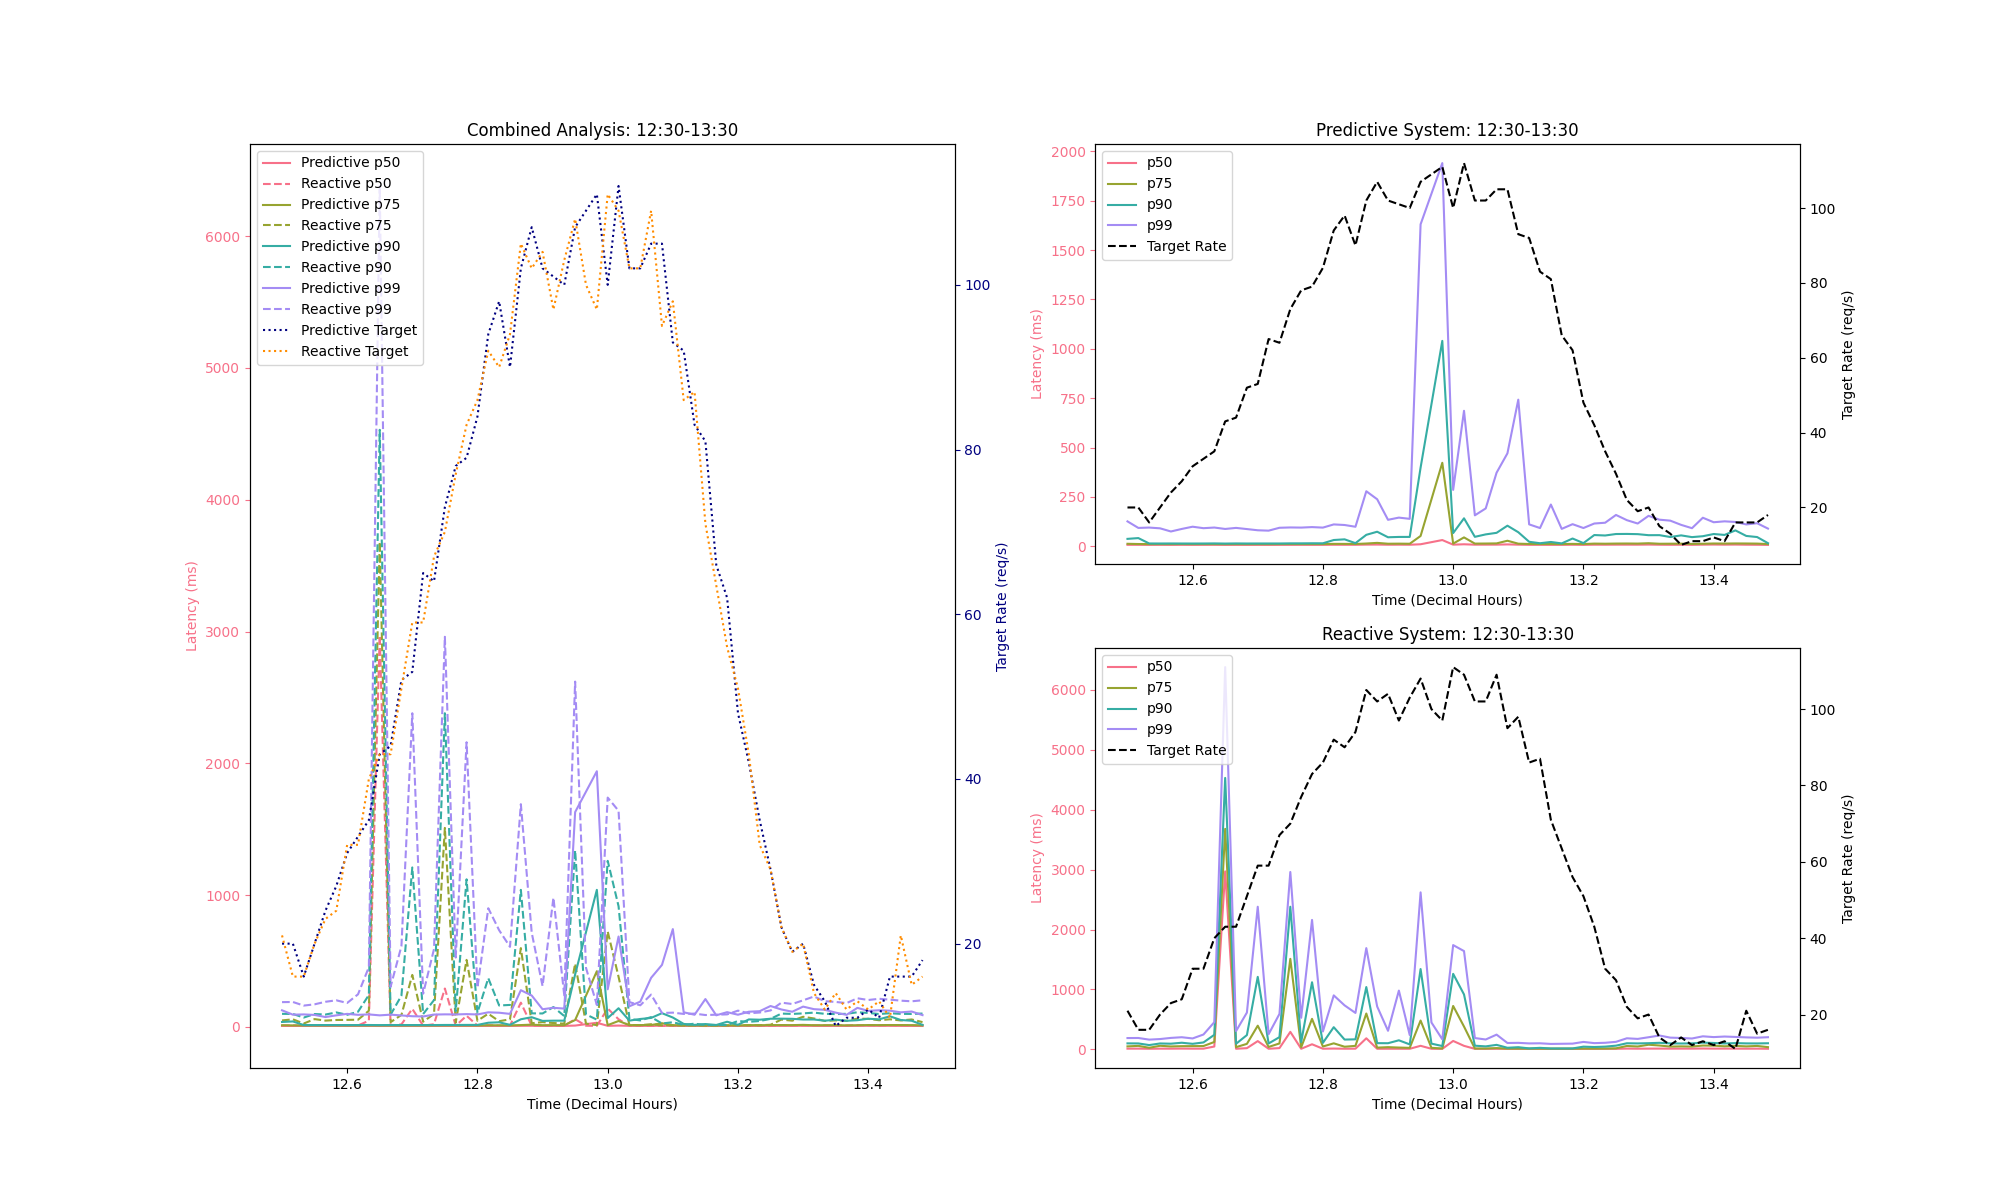 Combined Analysis: 12:30-13:30
Predictive p50
Reactive p50
Predictive p75
Reactive p75
Predictive p90
Reactive p90
Predictive p99
Reactive p99
Predictive Target
Reactive Target
6000
5000
4000
3000
2000
1000
0
Latency (ms)
100
80
60
40
20
Target Rate (req/s)
12.6 12.8 13.0 13.2 13.4
Time (Decimal Hours)
Predictive System: 12:30-13:30
p50
p75
p90
p99
Target Rate
2000
1750
1500
1250
1000
750
500
250
0
Latency (ms)
100
80
60
40
20
Target Rate (req/s)
12.6 12.8 13.0 13.2 13.4
Time (Decimal Hours)
Reactive System: 12:30-13:30
p50
p75
p90
p99
Target Rate
6000
5000
4000
3000
2000
1000
0
Latency (ms)
100
80
60
40
20
Target Rate (req/s)
12.6 12.8 13.0 13.2 13.4
Time (Decimal Hours)